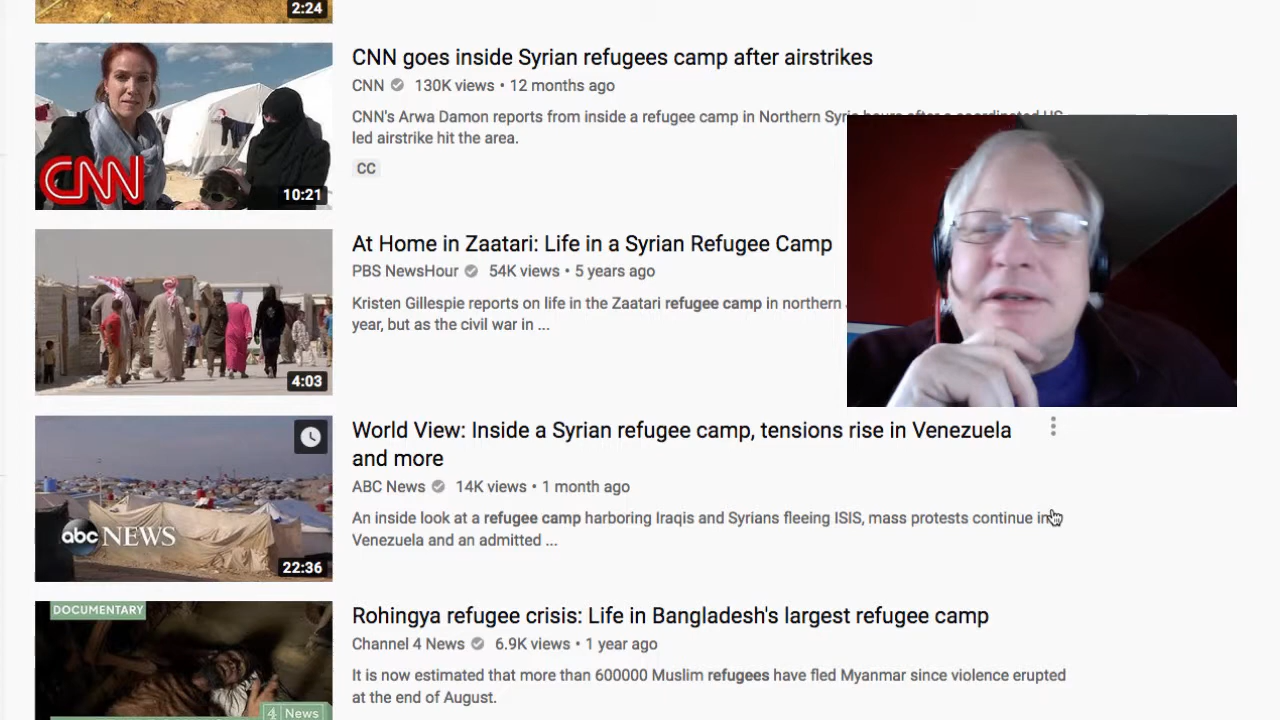 2:24
CNN goes inside Syrian refugees camp after airstrikes
CNN 130K views • 12 months ago
CNN's Arwa Damon reports from inside a refugee camp in Northern
led airstrike hit the area.
CC
CNN
10:21
At Home in Zaatari: Life in a Syrian Refugee Camp
PBS NewsHour 54K views • 5 years ago
Kristen Gillespie reports on life in the Zaatari refugee camp in northern
year, but as the civil war in ...
4:03
World View: Inside a Syrian refugee camp, tensions rise in Venezuela
and more
ABC News 14K views • 1 month ago
An inside look at a refugee camp harboring Iraqis and Syrians fleeing ISIS, mass protests continue in
Venezuela and an admitted ...
abc NEWS
22:36
DOCUMENTARY
Rohingya refugee crisis: Life in Bangladesh's largest refugee camp
Channel 4 News 6.9K views • 1 year ago
It is now estimated that more than 600000 Muslim refugees have fled Myanmar since violence erupted
at the end of August.
4 News